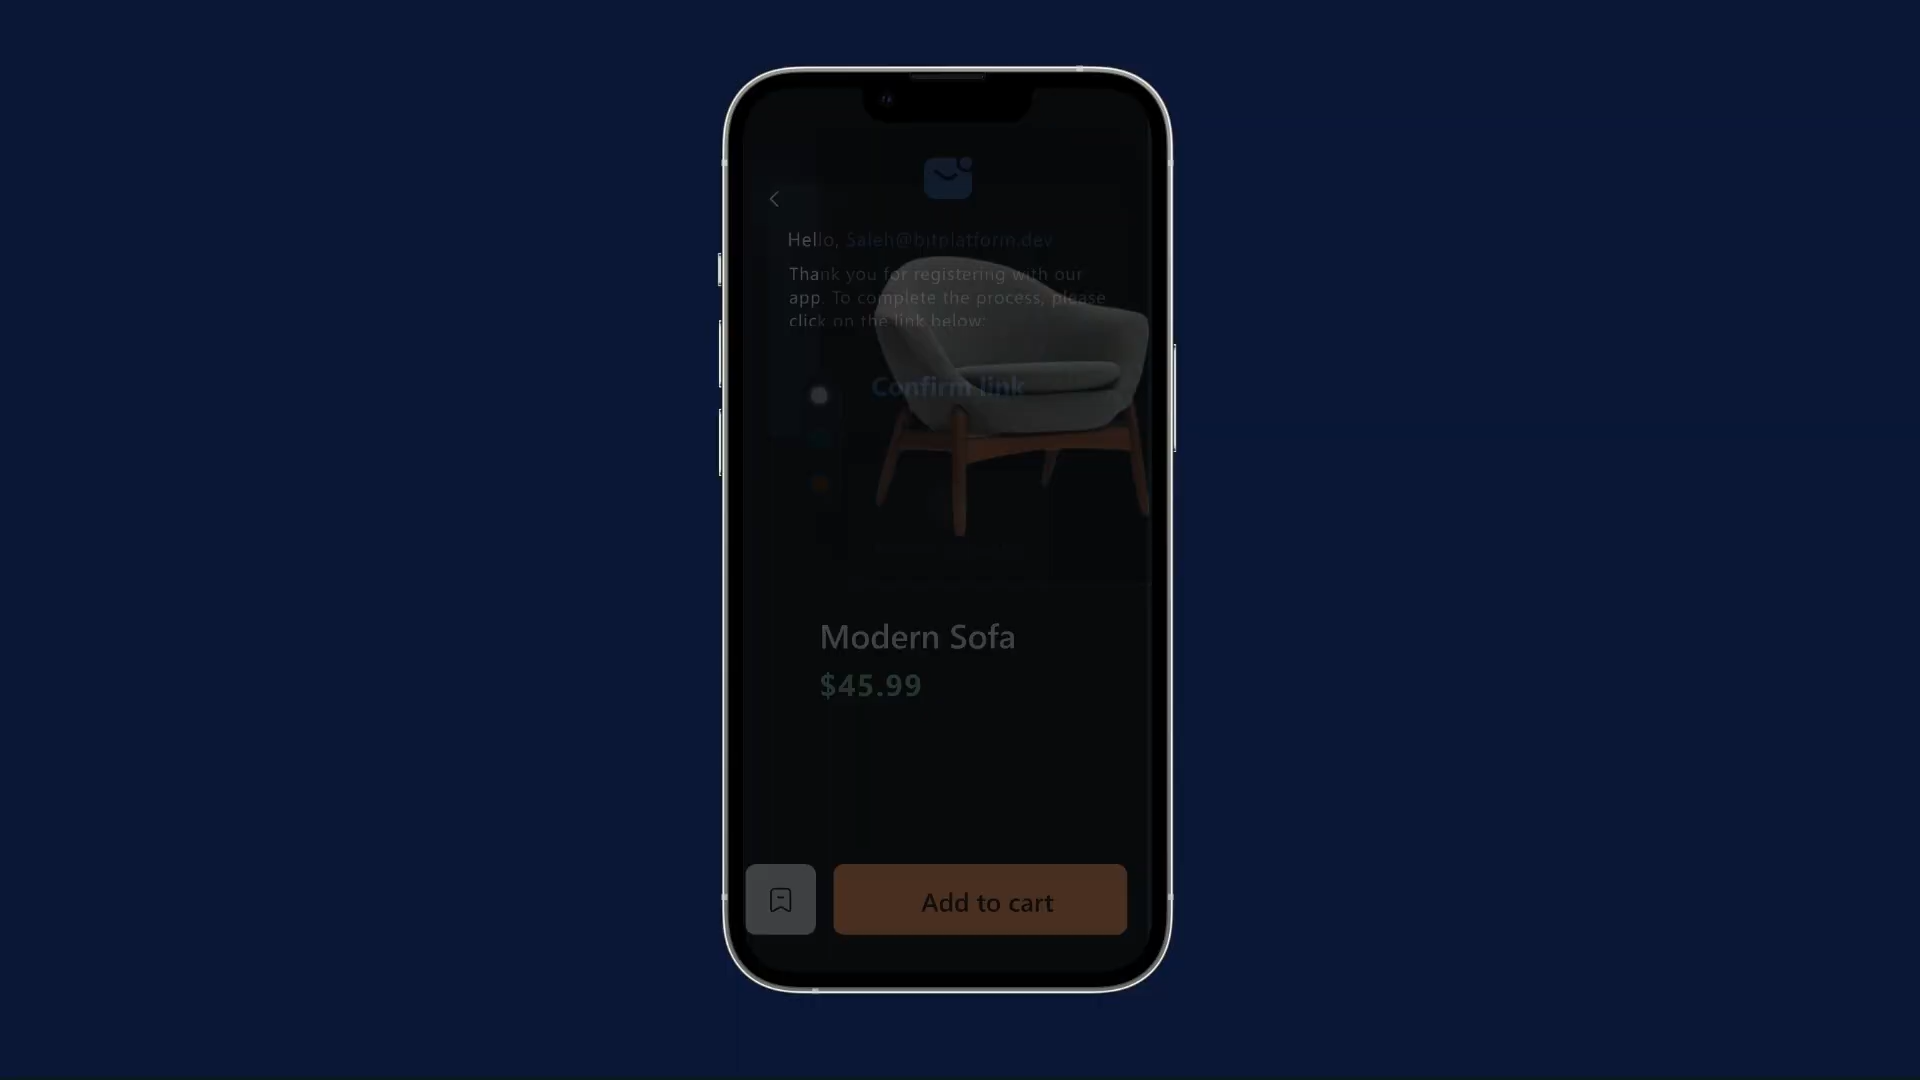 Hello, Saleh@bitplatform.dev
Thank you for registering with our
app. To complete the process, please
click on the link below:
Confirm link
Modern Sofa
$45.99
Add to cart